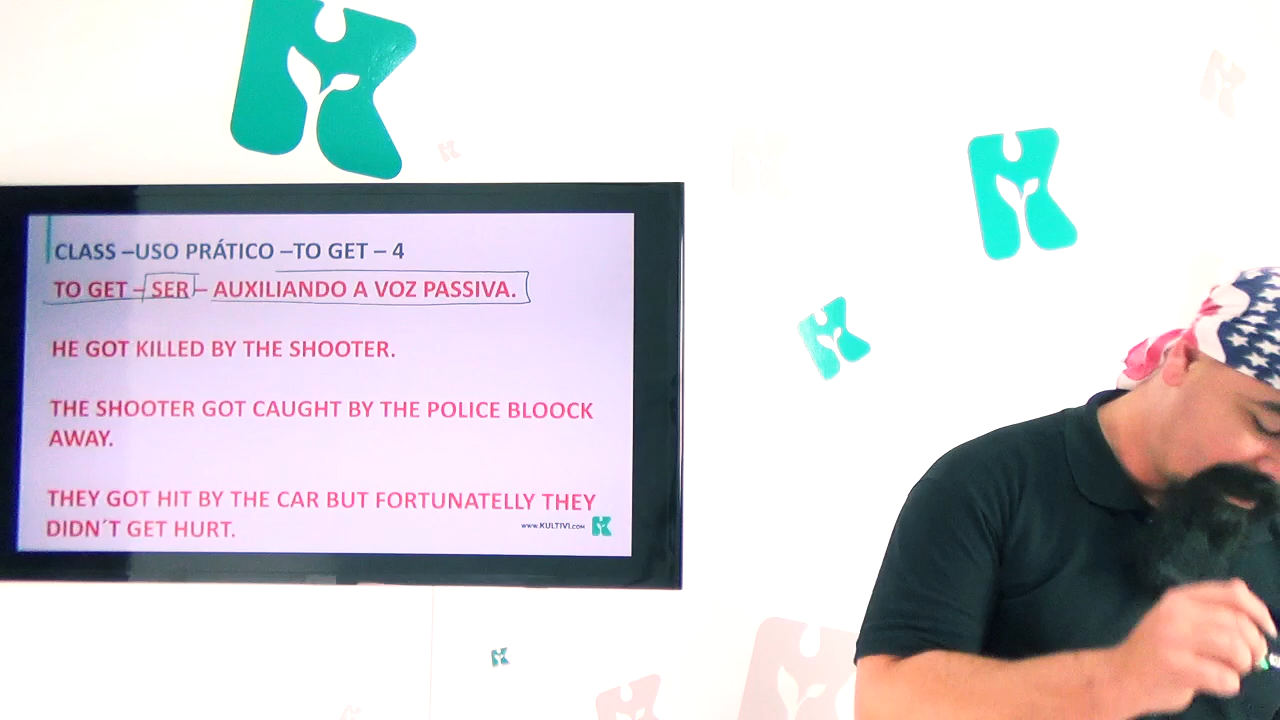 CLASS –USO PRÁTICO –TO GET – 4
TO GET – SER – AUXILIANDO A VOZ PASSIVA.
HE GOT KILLED BY THE SHOOTER.
THE SHOOTER GOT CAUGHT BY THE POLICE BLOOCK
AWAY.
THEY GOT HIT BY THE CAR BUT FORTUNATELLY THEY
DIDN´T GET HURT.
WWW.KULTIVI.COM